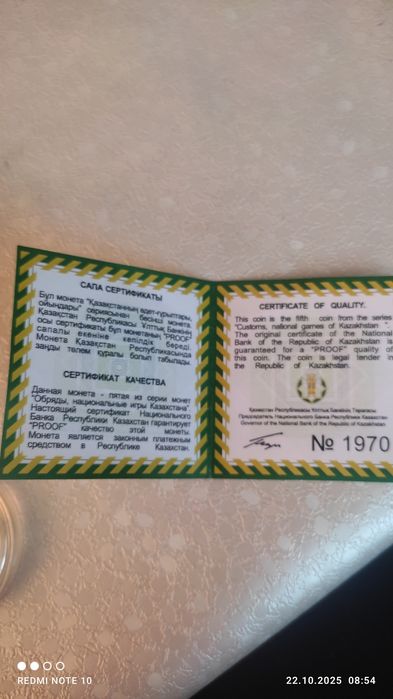 САПА СЕРТИФИКАТЫ
Бұл монета "Қазақстанның әдет-ғұрыптары,
ойындары" сериясынан бесінші монета.
Қазақстан Республикасы Ұлттық Банкінің
осы сертификаты бұл монетаның "PROOF"
сапалы екеніне кепілдік береді.
Монета Қазақстан Республикасында
заңды төлем құралы болып табылады.
СЕРТИФИКАТ КАЧЕСТВА
Данная монета - пятая из серии монет
"Обряды, национальные игры Казахстана".
Настоящий сертификат Национального
Банка Республики Казахстан гарантирует
"PROOF" качество этой монеты.
Монета является законным платежным
средством в Республике Казахстан.
CERTIFICATE OF QUALITY.
This coin is the fifth coin from the series
"Customs, national games of Kazakhstan ".
The original certificate of the National
Bank of the Republic of Kazakhstan is
guaranteed for a "PROOF" quality of
this coin. The coin is legal tender in
the Republic of Kazakhstan.
Қазақстан Республикасы Ұлттық Банкінің Төрағасы
Председатель Национального Банка Республики Казахстан
Governor of the National Bank of the Republic of Kazakhstan
№ 1970
REDMI NOTE 10
22.10.2025 08:54